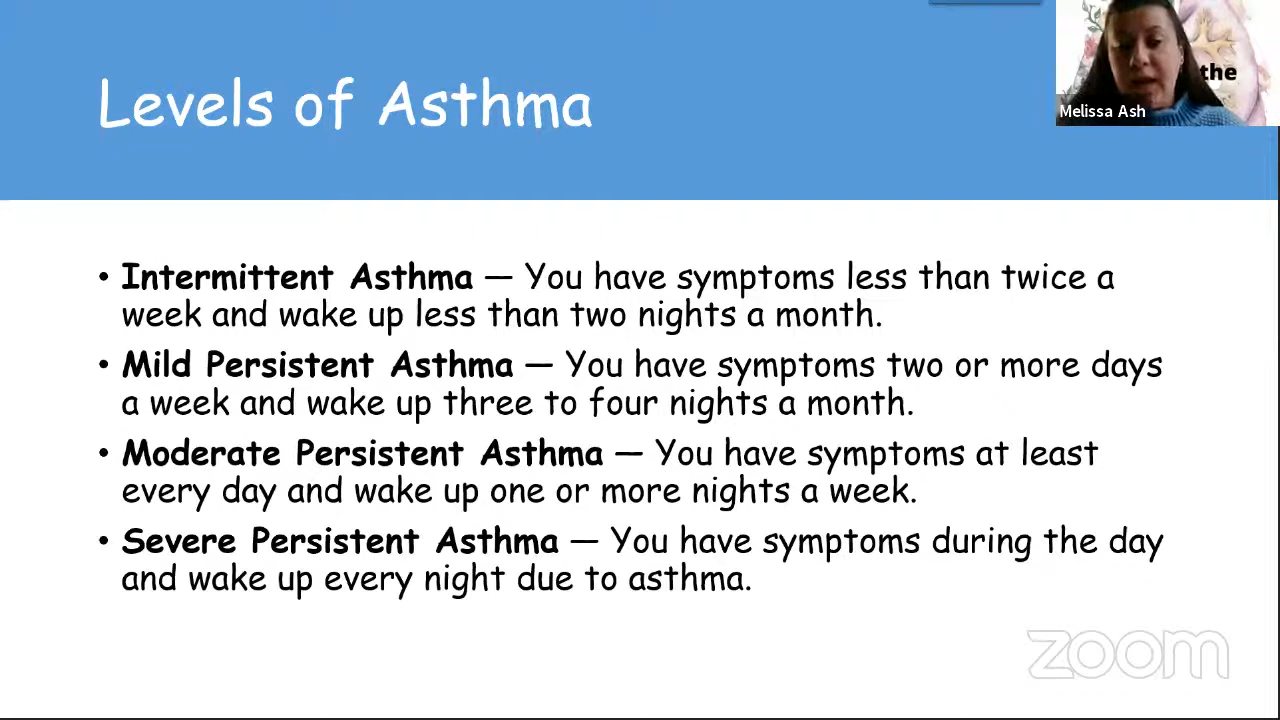 Levels of Asthma
the
Melissa Ash
• Intermittent Asthma — You have symptoms less than twice a
week and wake up less than two nights a month.
• Mild Persistent Asthma — You have symptoms two or more days
a week and wake up three to four nights a month.
• Moderate Persistent Asthma — You have symptoms at least
every day and wake up one or more nights a week.
• Severe Persistent Asthma — You have symptoms during the day
and wake up every night due to asthma.
zoom